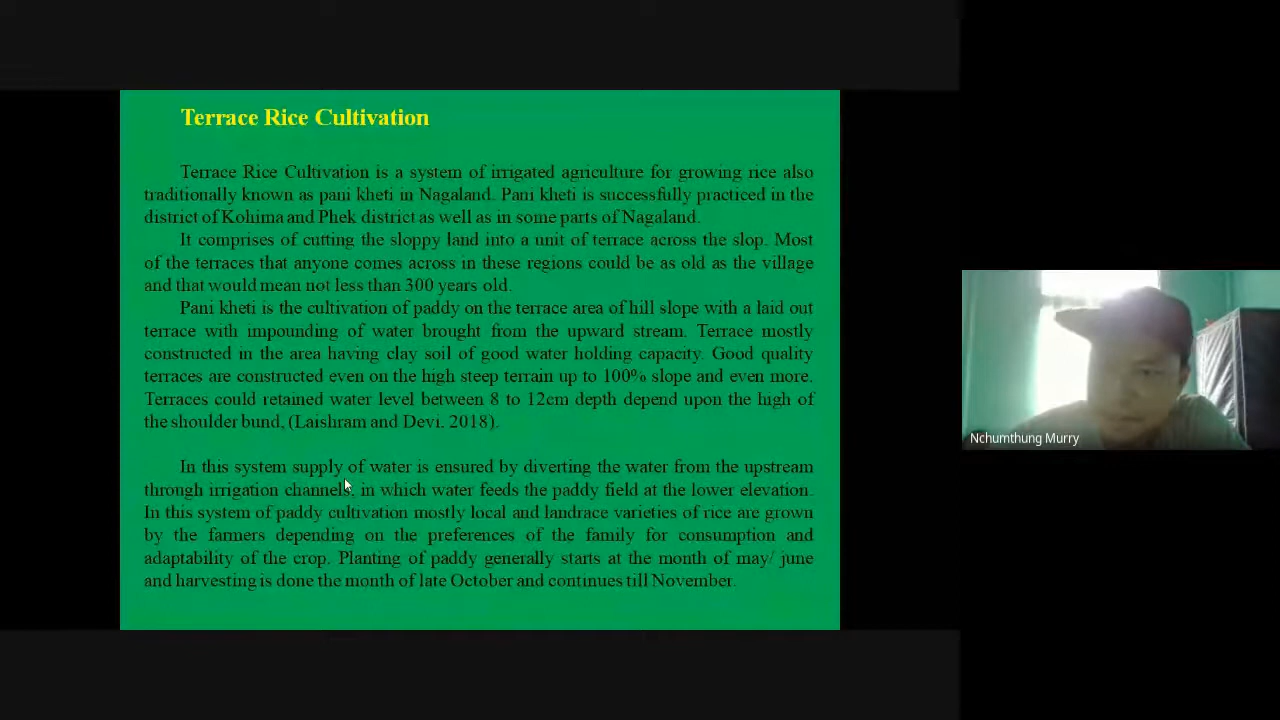 Terrace Rice Cultivation
Terrace Rice Cultivation is a system of irrigated agriculture for growing rice also
traditionally known as pani kheti in Nagaland. Pani kheti is successfully practiced in the
district of Kohima and Phek district as well as in some parts of Nagaland.
It comprises of cutting the sloppy land into a unit of terrace across the slop. Most
of the terraces that anyone comes across in these regions could be as old as the village
and that would mean not less than 300 years old.
Pani kheti is the cultivation of paddy on the terrace area of hill slope with a laid out
terrace with impounding of water brought from the upward stream. Terrace mostly
constructed in the area having clay soil of good water holding capacity. Good quality
terraces are constructed even on the high steep terrain up to 100% slope and even more.
Terraces could retained water level between 8 to 12cm depth depend upon the high of
the shoulder bund, (Laishram and Devi. 2018).
In this system supply of water is ensured by diverting the water from the upstream
through irrigation channels, in which water feeds the paddy field at the lower elevation.
In this system of paddy cultivation mostly local and landrace varieties of rice are grown
by the farmers depending on the preferences of the family for consumption and
adaptability of the crop. Planting of paddy generally starts at the month of may/ june
and harvesting is done the month of late October and continues till November.
Nchumthung Murry